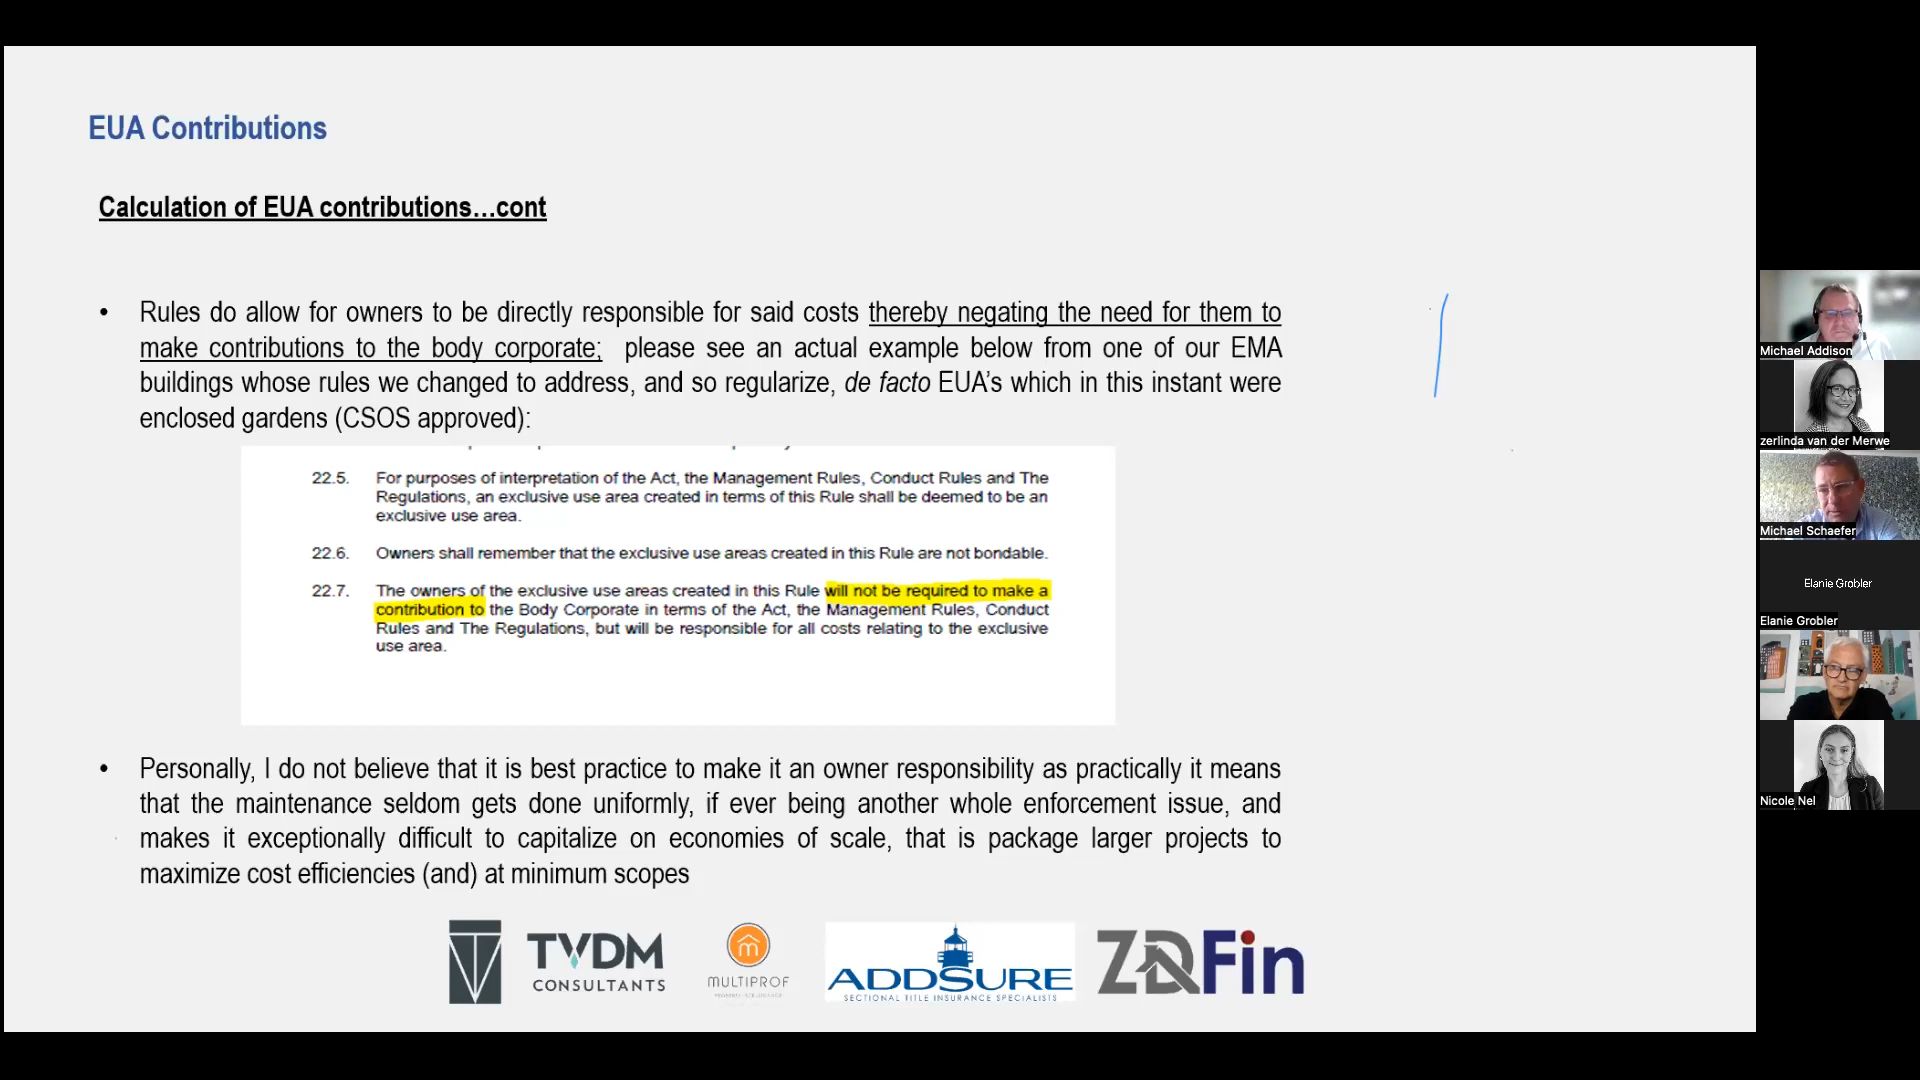 EUA Contributions
Calculation of EUA contributions…cont
• Rules do allow for owners to be directly responsible for said costs thereby negating the need for them to
make contributions to the body corporate; please see an actual example below from one of our EMA
buildings whose rules we changed to address, and so regularize, de facto EUA's which in this instant were
enclosed gardens (CSOS approved):
22.5. For purposes of interpretation of the Act, the Management Rules, Conduct Rules and The
Regulations, an exclusive use area created in terms of this Rule shall be deemed to be an
exclusive use area.
22.6. Owners shall remember that the exclusive use areas created in this Rule are not bondable.
22.7. The owners of the exclusive use areas created in this Rule will not be required to make a
contribution to the Body Corporate in terms of the Act, the Management Rules, Conduct
Rules and The Regulations, but will be responsible for all costs relating to the exclusive
use area.
• Personally, I do not believe that it is best practice to make it an owner responsibility as practically it means
that the maintenance seldom gets done uniformly, if ever being another whole enforcement issue, and
makes it exceptionally difficult to capitalize on economies of scale, that is package larger projects to
maximize cost efficiencies (and) at minimum scopes
TVDM
CONSULTANTS
MULTIPROF
ADDSURE
SECTIONAL TITLE INSURANCE SPECIALISTS
ZDFin
Michael Addison
zerlinda van der Merwe
Michael Schaefer
Elanie Grobler
Elanie Grobler
Nicole Nel